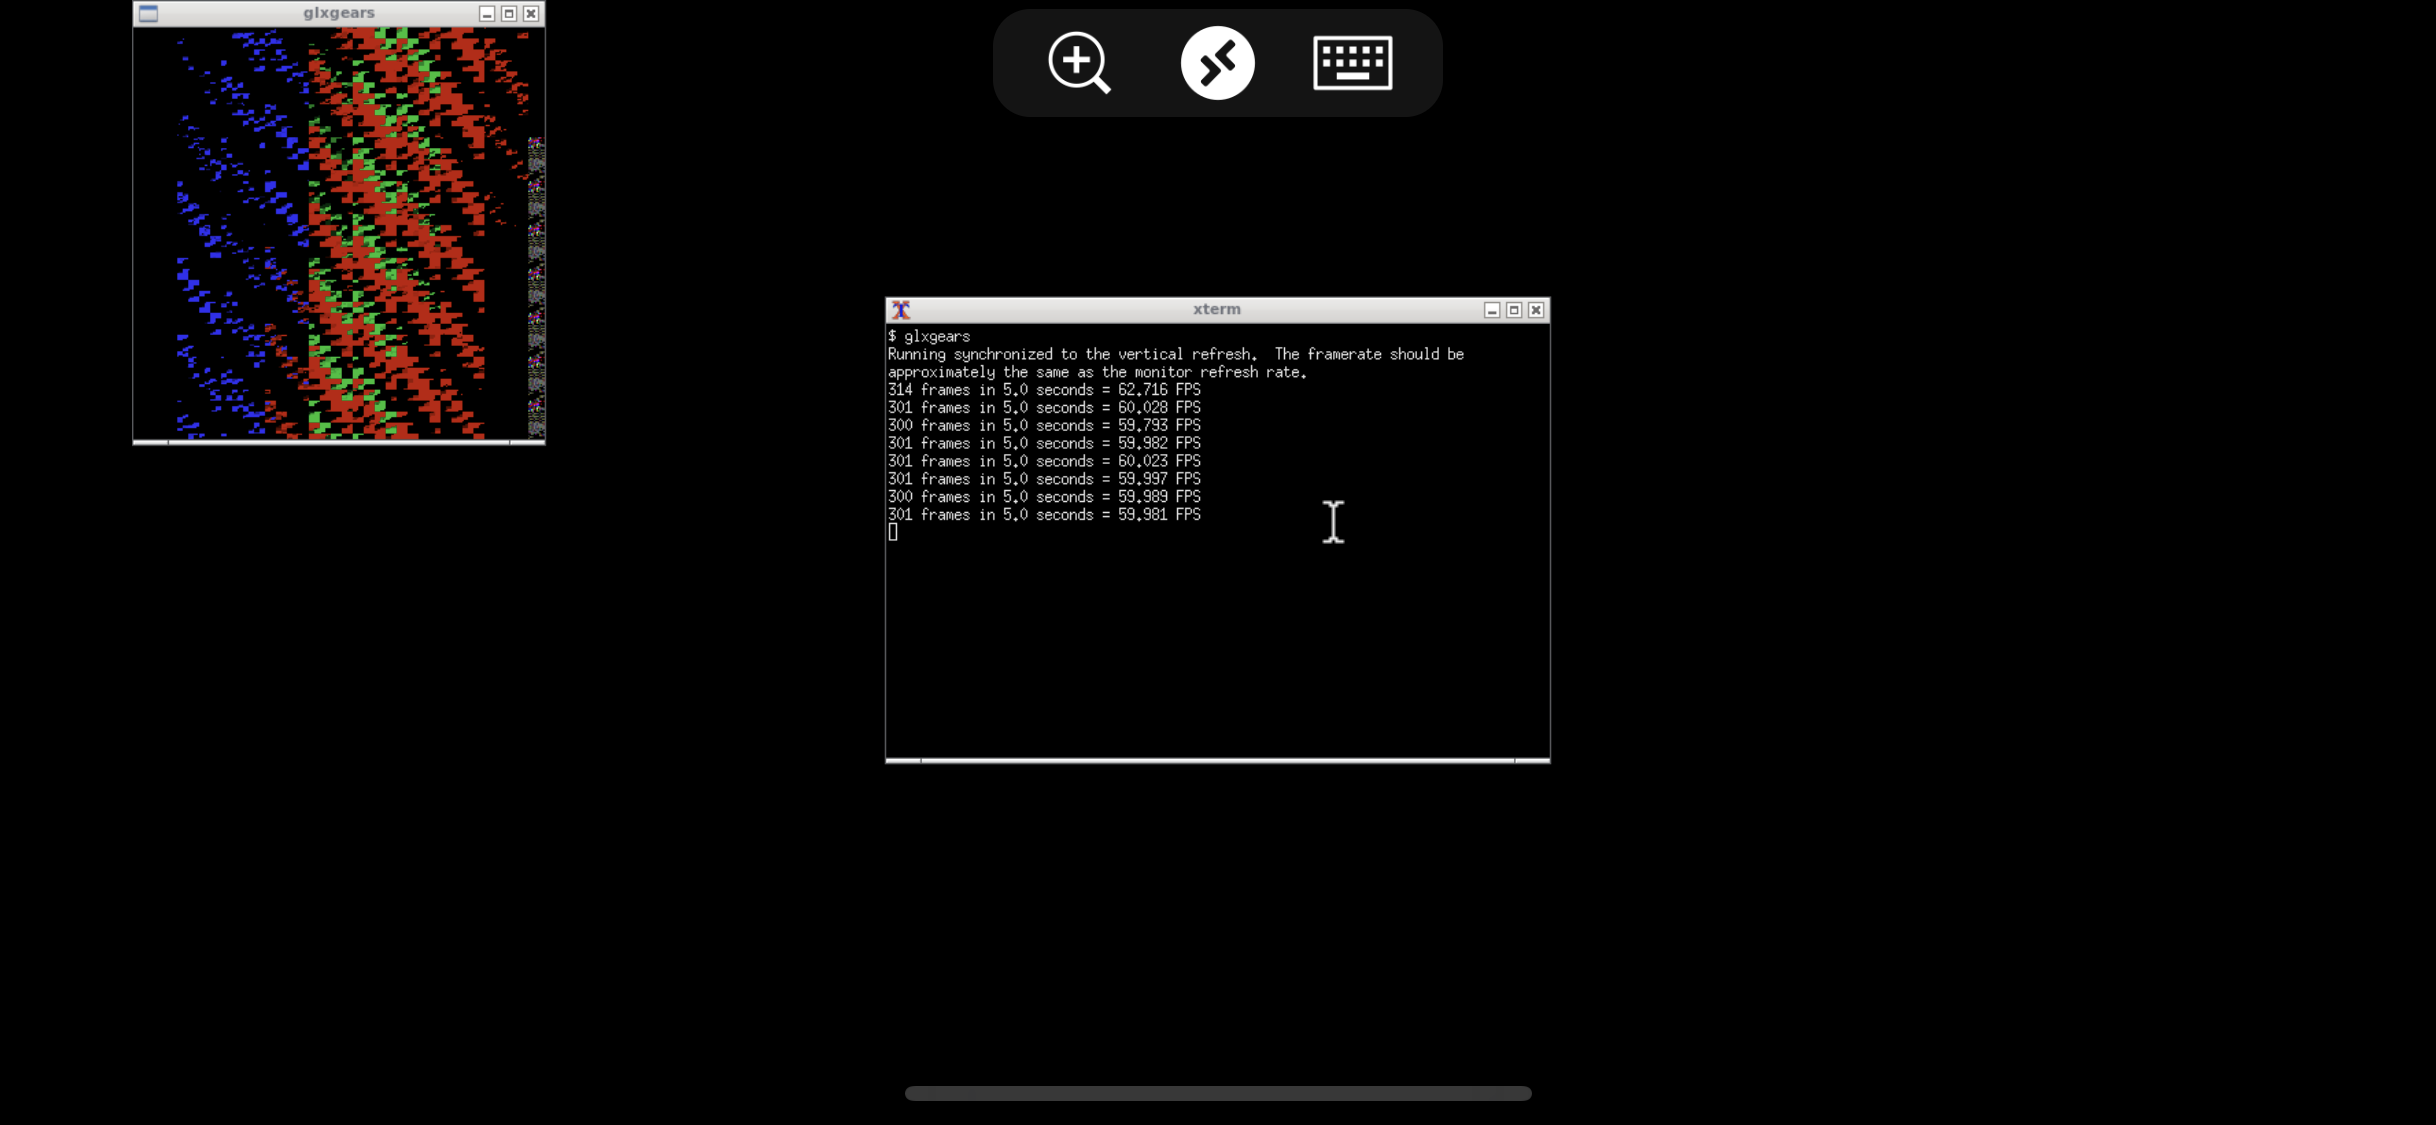 glxgears
xterm
$ glxgears
Running synchronized to the vertical refresh.  The framerate should be
approximately the same as the monitor refresh rate.
314 frames in 5.0 seconds = 62.716 FPS
301 frames in 5.0 seconds = 60.028 FPS
300 frames in 5.0 seconds = 59.793 FPS
301 frames in 5.0 seconds = 59.982 FPS
301 frames in 5.0 seconds = 60.023 FPS
301 frames in 5.0 seconds = 59.997 FPS
300 frames in 5.0 seconds = 59.989 FPS
301 frames in 5.0 seconds = 59.981 FPS